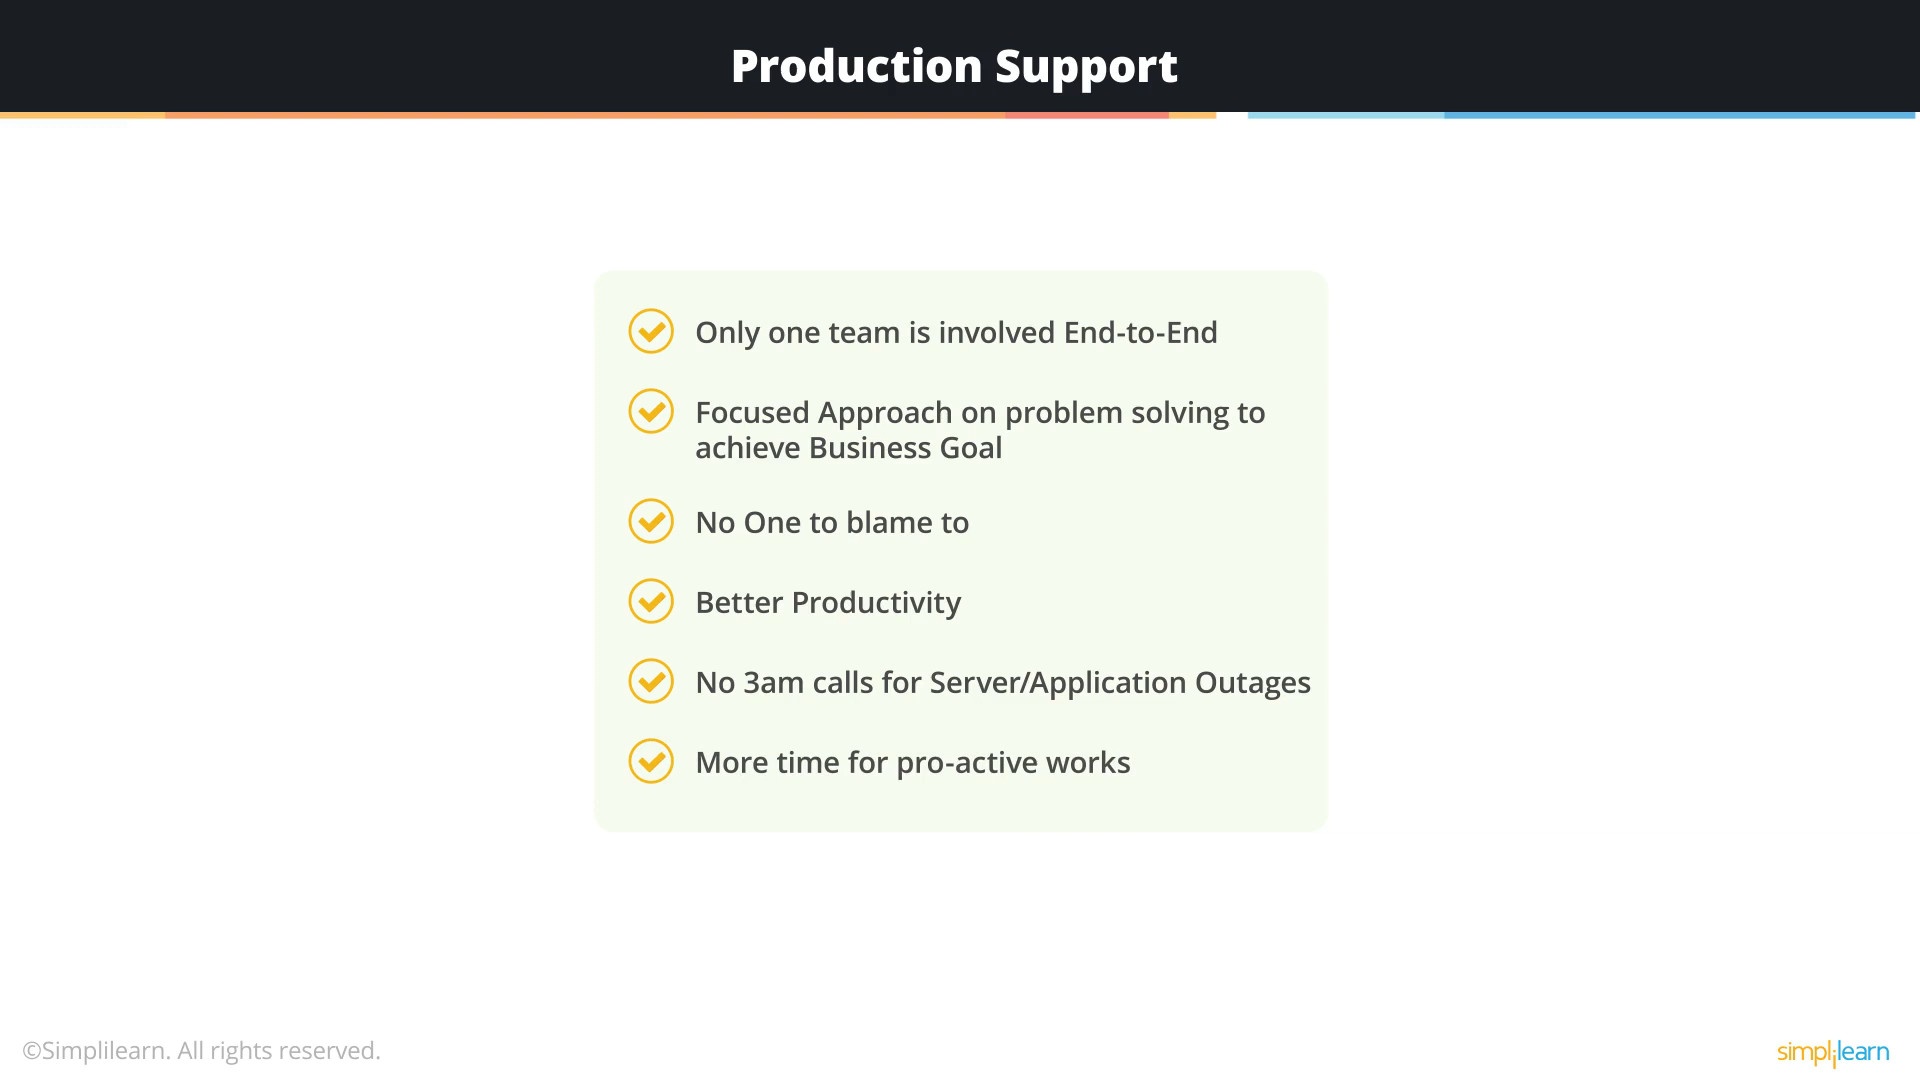 Production Support
Only one team is involved End-to-End
Focused Approach on problem solving to
achieve Business Goal
No One to blame to
Better Productivity
No 3am calls for Server/Application Outages
More time for pro-active works
©Simplilearn. All rights reserved.
simplilearn